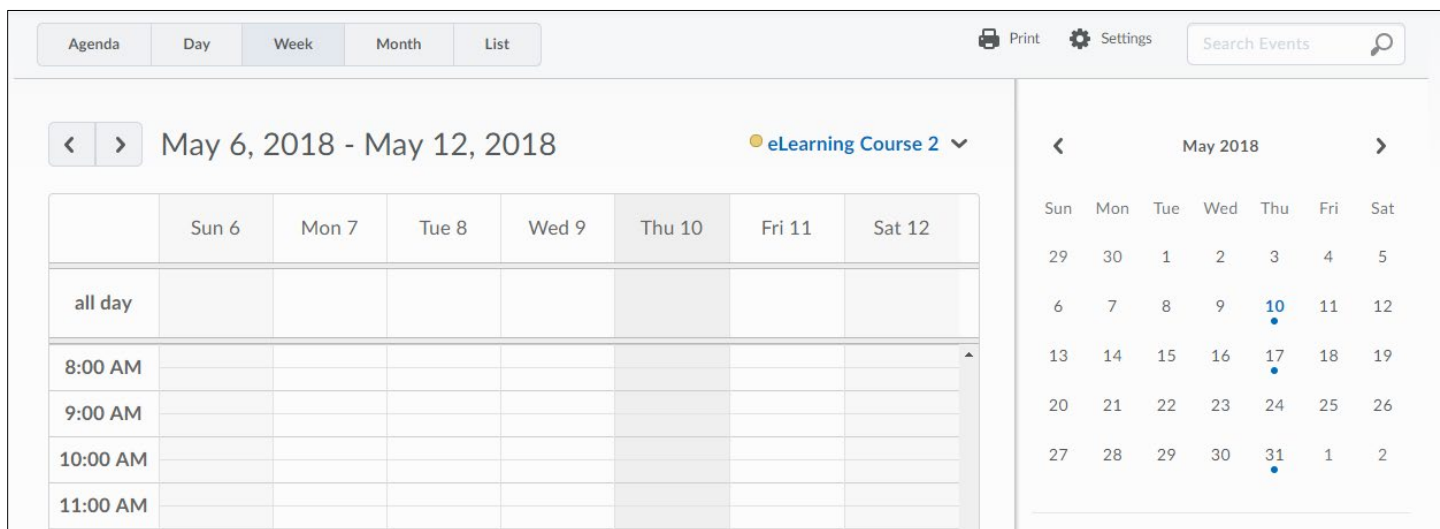 Agenda Day Week Month List Print Settings Search Events
May 6, 2018 - May 12, 2018 eLearning Course 2
Sun 6 Mon 7 Tue 8 Wed 9 Thu 10 Fri 11 Sat 12
all day
8:00 AM
9:00 AM
10:00 AM
11:00 AM
May 2018
Sun Mon Tue Wed Thu Fri Sat
29 30 1 2 3 4 5
6 7 8 9 10 11 12
13 14 15 16 17 18 19
20 21 22 23 24 25 26
27 28 29 30 31 1 2